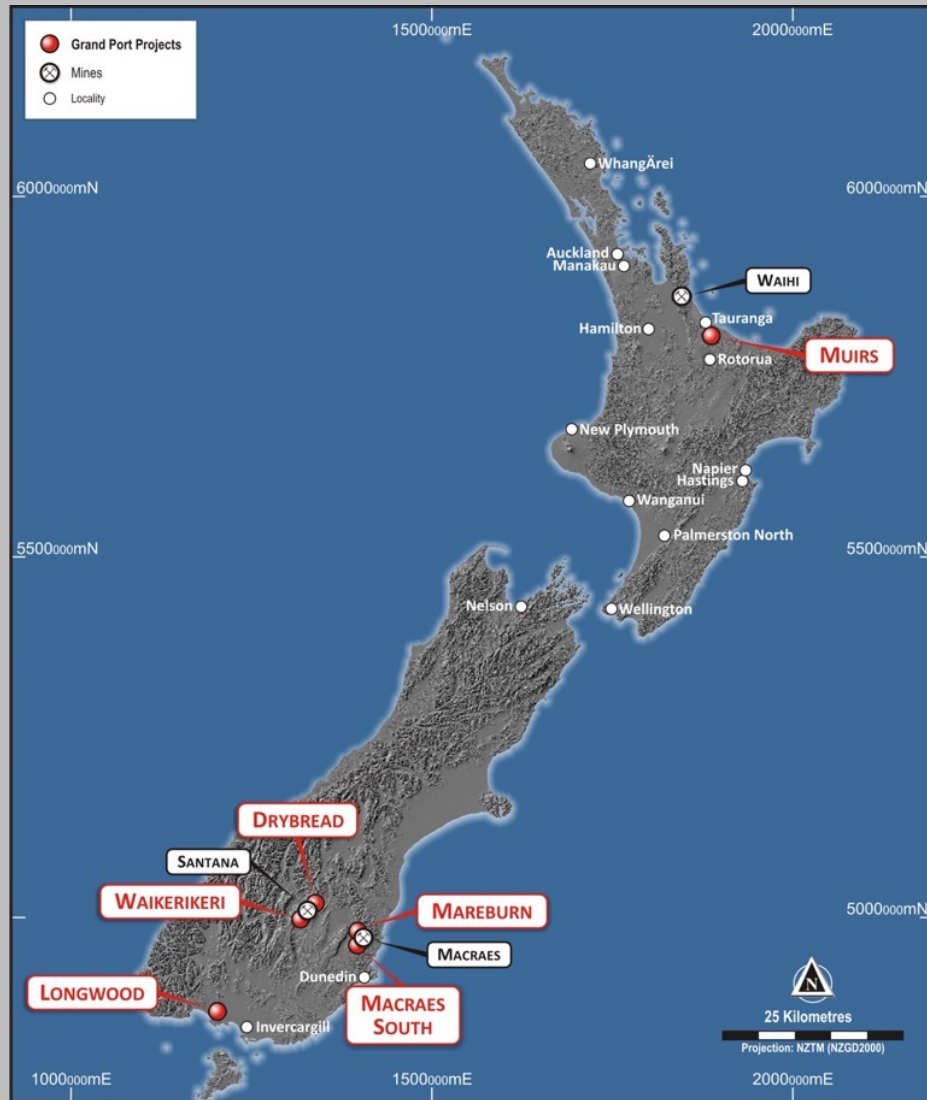 1500000mE
2000000mE
Grand Port Projects
Mines
Locality
WhangÄrei
6000000mN
6000000mN
Auckland
Manakau
WAIHI
Tauranga
Hamilton
MUIRS
Rotorua
New Plymouth
Napier
Hastings
Wanganui
Palmerston North
5500000mN
5500000mN
Nelson
Wellington
DRYBREAD
SANTANA
WAIKERIKERI
MAREBURN
5000000mN
MACRAES
Dunedin
LONGWOOD
MACRAES
SOUTH
N
Invercargill
25 Kilometres
Projection: NZTM (NZGD2000)
1000000mE
1500000mE
2000000mE